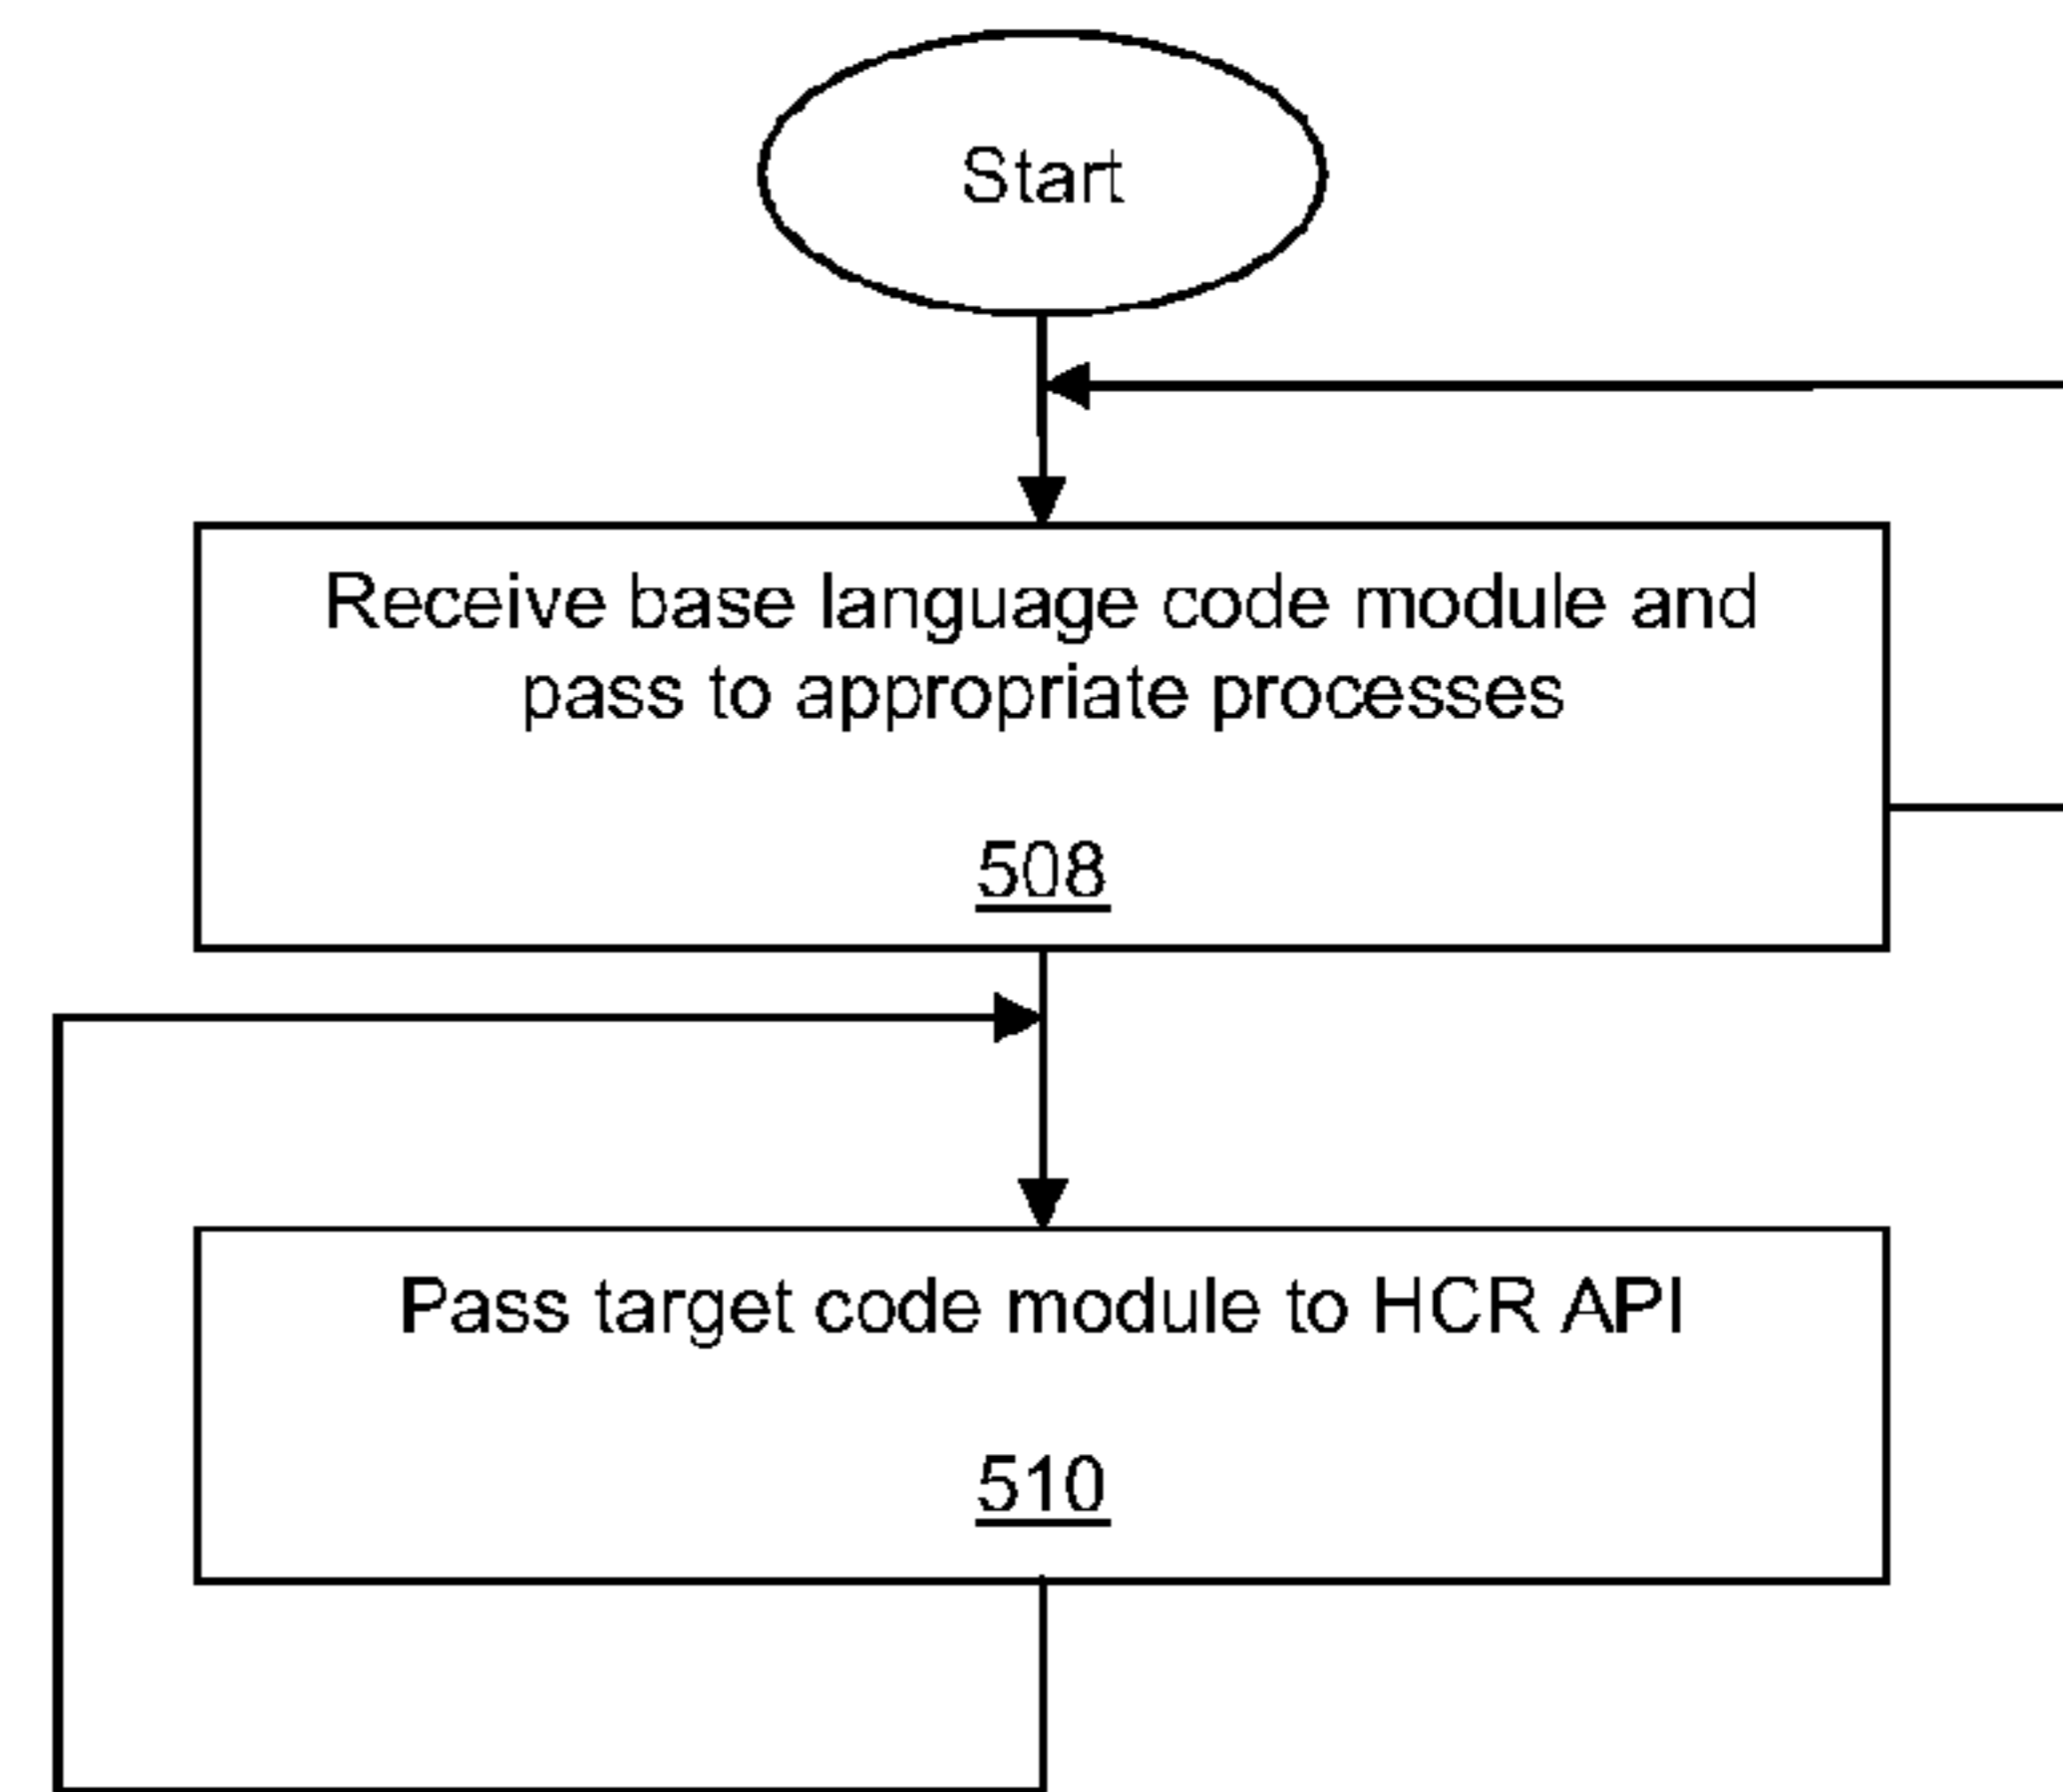 Start
Receive base language code module and
pass to appropriate processes
508
Pass target code module to HCR API
510